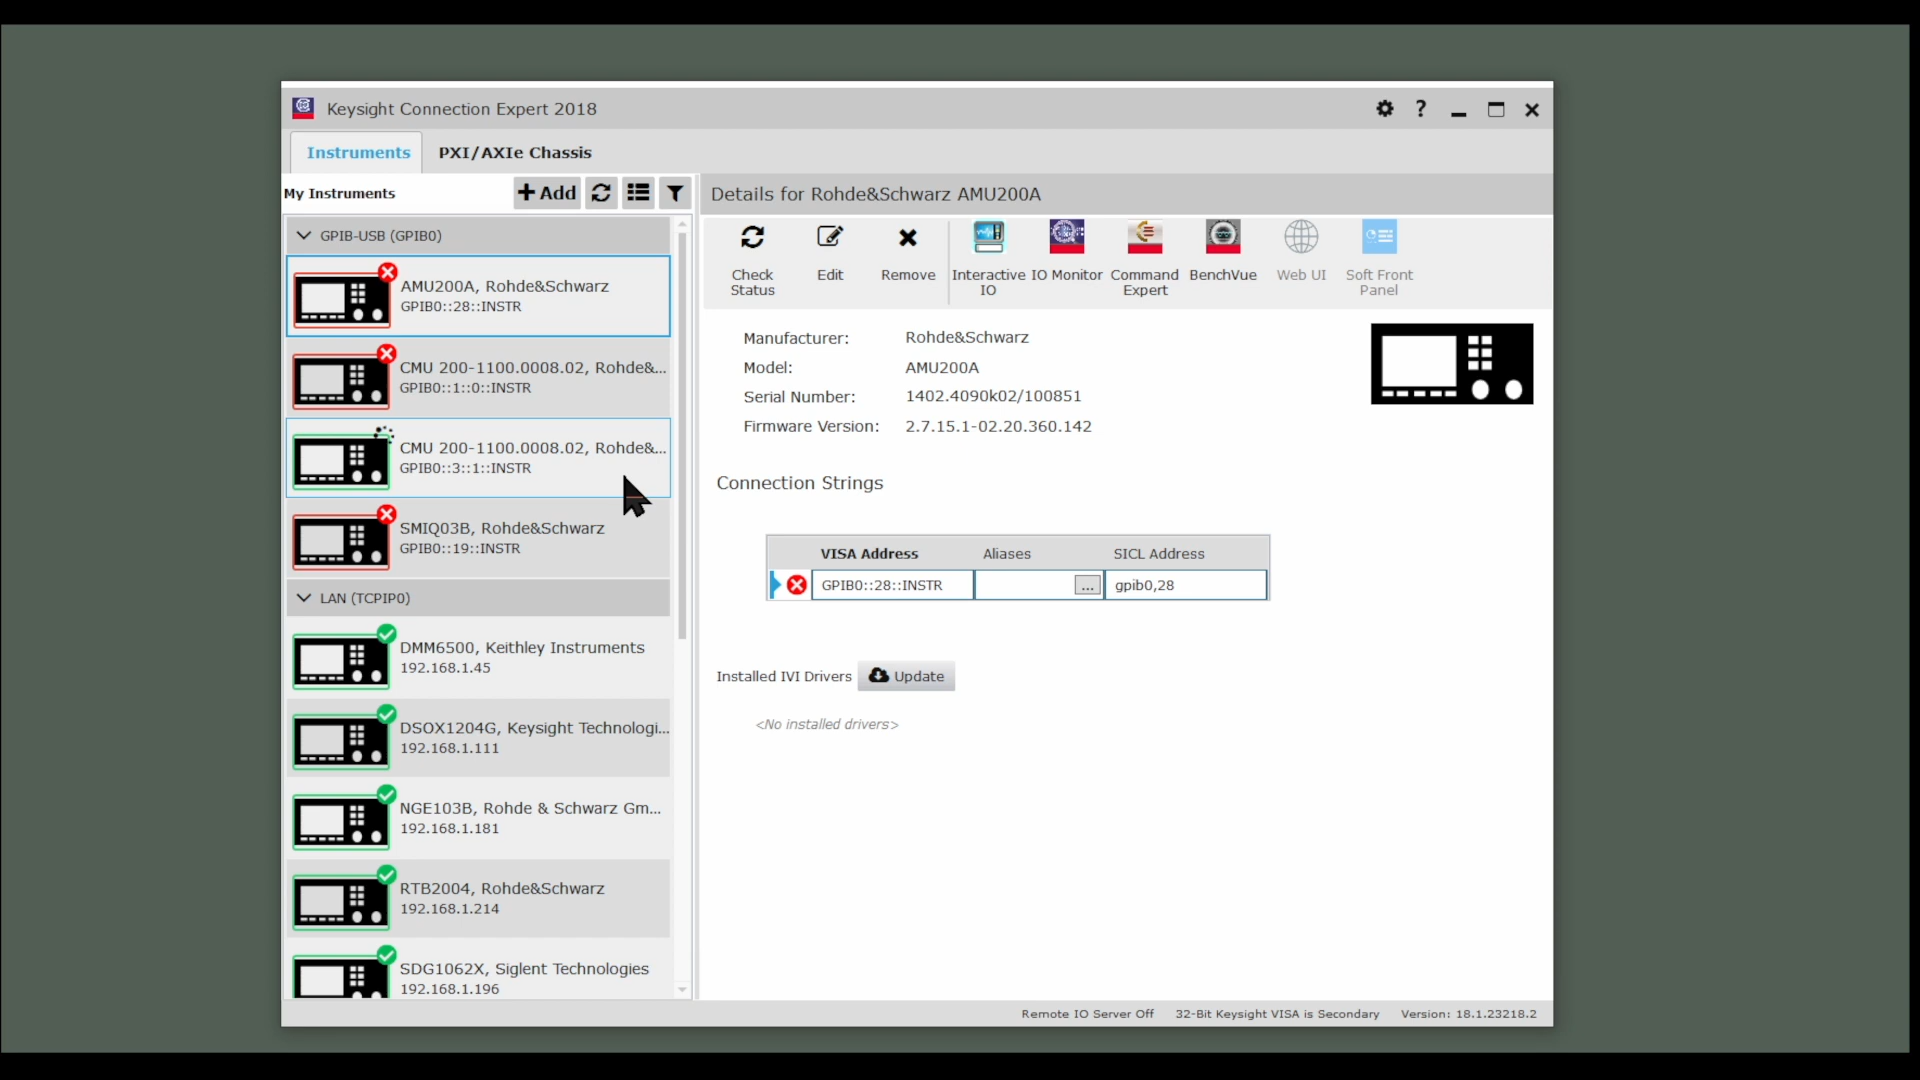 Keysight Connection Expert 2018
?
Instruments
PXI/AXIe Chassis
My Instruments
Add
GPIB-USB (GPIB0)
AMU200A, Rohde&Schwarz
GPIB0::28::INSTR
CMU 200-1100.0008.02, Rohde&...
GPIB0::1::0::INSTR
CMU 200-1100.0008.02, Rohde&...
GPIB0::3::1::INSTR
SMIQ03B, Rohde&Schwarz
GPIB0::19::INSTR
LAN (TCPIP0)
DMM6500, Keithley Instruments
192.168.1.45
DSOX1204G, Keysight Technologi...
192.168.1.111
NGE103B, Rohde & Schwarz Gm...
192.168.1.181
RTB2004, Rohde&Schwarz
192.168.1.214
SDG1062X, Siglent Technologies
192.168.1.196
Details for Rohde&Schwarz AMU200A
Check Status
Edit
Remove
Interactive IO
IO Monitor
Command Expert
BenchVue
Web UI
Soft Front Panel
Manufacturer: Rohde&Schwarz
Model: AMU200A
Serial Number: 1402.4090k02/100851
Firmware Version: 2.7.15.1-02.20.360.142
Connection Strings
VISA Address Aliases SICL Address
GPIB0::28::INSTR ... gpib0,28
Installed IVI Drivers Update
<No installed drivers>
Remote IO Server Off 32-Bit Keysight VISA is Secondary Version: 18.1.23218.2